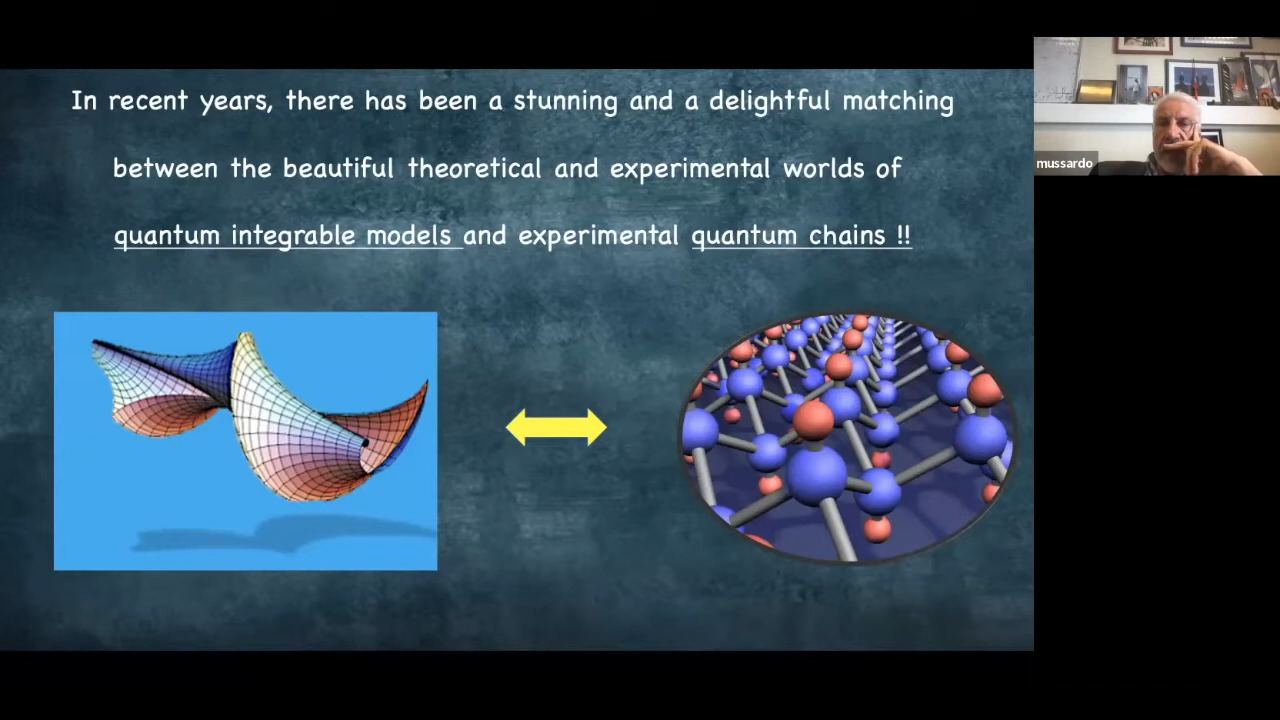 In recent years, there has been a stunning and a delightful matching
between the beautiful theoretical and experimental worlds of
quantum integrable models and experimental quantum chains !!
mussardo